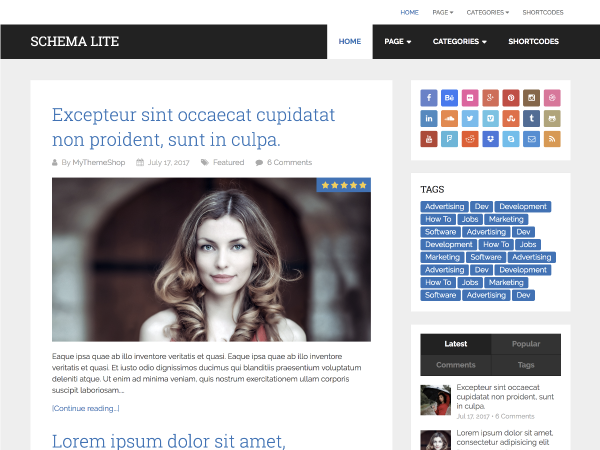 HOME PAGE CATEGORIES SHORTCODES
SCHEMA LITE
HOME PAGE CATEGORIES SHORTCODES
Excepteur sint occaecat cupidatat
non proident, sunt in culpa.
By MyThemeShop July 17, 2017 Featured 6 Comments
Eaque ipsa quae ab illo inventore veritatis et quasi. Eaque ipsa quae ab illo inventore
veritatis et quasi. Et iusto odio dignissimos ducimus qui blanditiis praesentium voluptatum
deleniti atque. Ut enim ad minima veniam, quis nostrum exercitationem ullam corporis
suscipit laboriosam....
[Continue reading...]
Lorem ipsum dolor sit amet,
TAGS
Advertising Dev Development
How To Jobs Marketing
Software Advertising Dev
Development How To Jobs
Marketing Software Advertising
Advertising Dev Development
How To Jobs Marketing
Software Advertising Dev
Latest Popular
Comments Tags
Excepteur sint occaecat
cupidatat non proident, sunt
in culpa.
Jul 17, 2017 • 6 Comments
Lorem ipsum dolor sit amet,
consectetur adipisicing elit